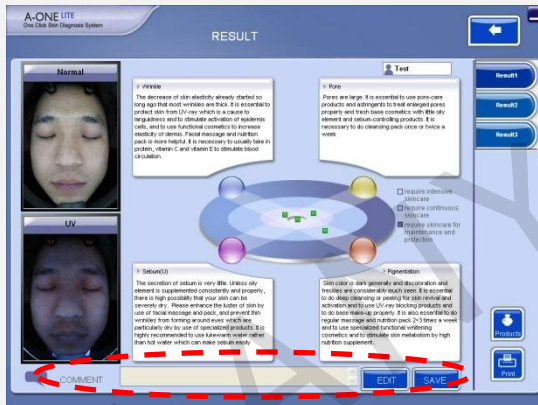 A-ONE LITE
One Click Skin Diagnosis System
RESULT
Normal
UV
Test
Result1
Result2
Result3
Wrinkle
The decrease of skin elasticity already started so
long ago that most wrinkles are thick. It is essential to
protect skin from UV-ray which is a cause to
languidness and to stimulate activation of epidermis
cells, and to use functional cosmetics to increase
elasticity of dermis. Facial massage and nutrition
pack is more helpful. It is necessary to usually take in
protein, vitamin C and vitamin E to stimulate blood
circulation.
Pore
Pores are large. It is essential to use pore-care
products and astringents to treat enlarged pores
properly and fresh base cosmetics with little oily
element and sebum-controlling products. It is
necessary to do cleansing pack once or twice a
week.
require intensive
skincare
require continuous
skincare
require skincare for
maintenance and
protection
Sebum(U)
The secretion of sebum is very little. Unless oily
element is supplemented consistently and properly,
there is high possibility that your skin can be
severely dry. Please enhance the luster of skin by
use of facial massage and pack, and prevent thin
wrinkles from forming around eyes which are
particularly dry by use of specialized products. It is
highly recommended to use lukewarm water rather
than hot water which can make sebum easily
Pigmentation
Skin color is dark generally and discoloration and
freckles are considerably much seen. It is essential
to do deep cleansing or peeling for skin revival and
activation and to use UV-ray blocking products and
to do base make-up properly. It is also essential to do
regular massage and nutrition pack 2~3 times a week
and to use specialized functional whitening
cosmetics and to stimulate skin metabolism by high
nutrition supplement.
Products
Print
COMMENT
EDIT
SAVE